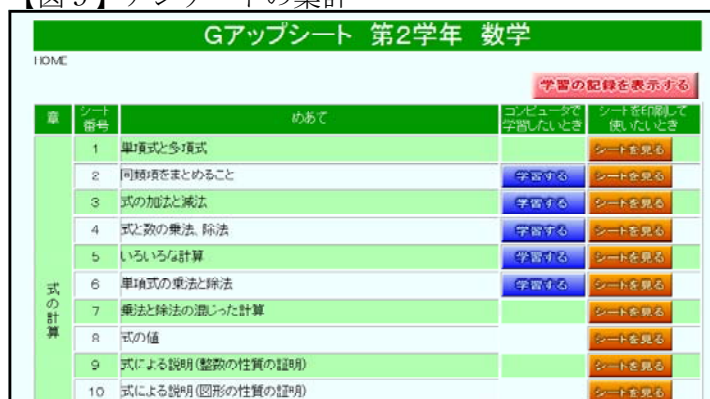 Gアップシート 第2学年 数学
HOME
学習の記録を表示する
章 シート番号 めあて コンピュータで学習したいとき シートを印刷して使いたいとき
式の計算
1 単項式と多項式 シートを見る
2 同類項をまとめること 学習する シートを見る
3 式の加法と減法 学習する シートを見る
4 式と数の乗法、除法 学習する シートを見る
5 いろいろな計算 学習する シートを見る
6 単項式の乗法と除法 学習する シートを見る
7 乗法と除法の混じった計算 シートを見る
8 式の値 シートを見る
9 式による説明(整数の性質の証明) シートを見る
10 式による説明(図形の性質の証明) シートを見る